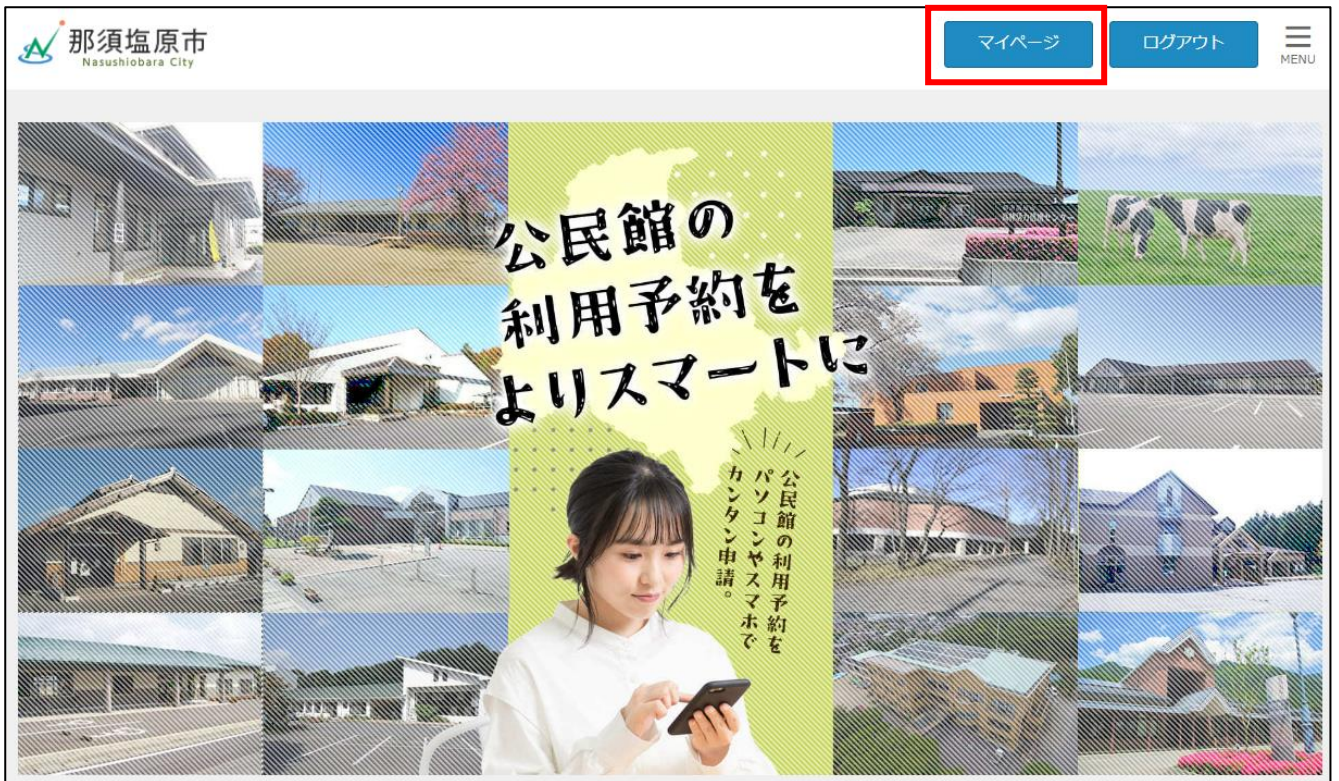 那須塩原市
Nasushiobara City
マイページ
ログアウト
MENU
公民館の
利用予約を
よりスマートに
公民館の利用予約を
パソコンやスマホで
カンタン申請。